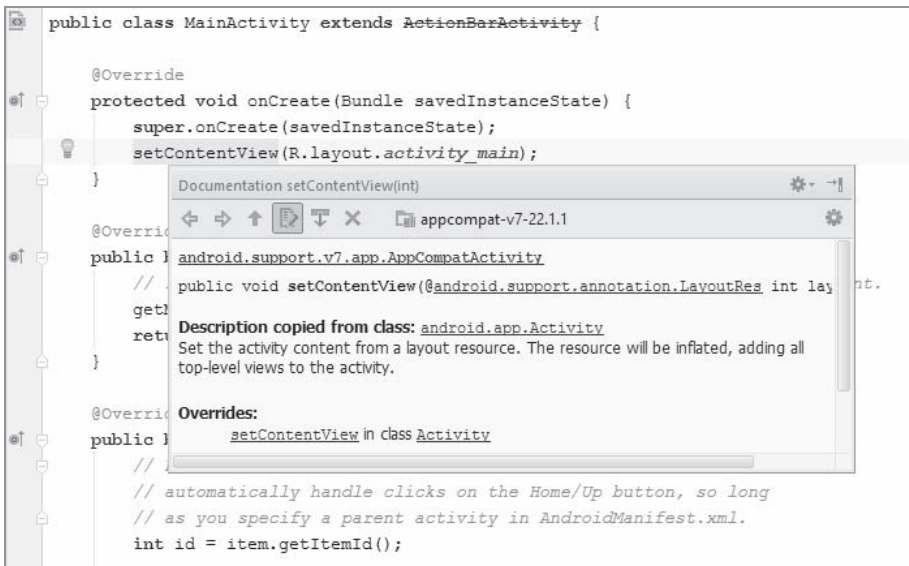 public class MainActivity extends ActionBarActivity {
@Override
protected void onCreate(Bundle savedInstanceState) {
super.onCreate(savedInstanceState);
setContentView(R.layout.activity_main);
}
Documentation setContentView(int)
appcompat-v7-22.1.1
android.support.v7.app.AppCompatActivity
public void setContentView(@android.support.annotation.LayoutRes int lay
Description copied from class: android.app.Activity
Set the activity content from a layout resource. The resource will be inflated, adding all
top-level views to the activity.
Overrides:
setContentView in class Activity
@Overri
public
//
nt.
get
ret
}
@Overri
public
//
// automatically handle clicks on the Home/Up button, so long
// as you specify a parent activity in AndroidManifest.xml.
int id = item.getItemId();